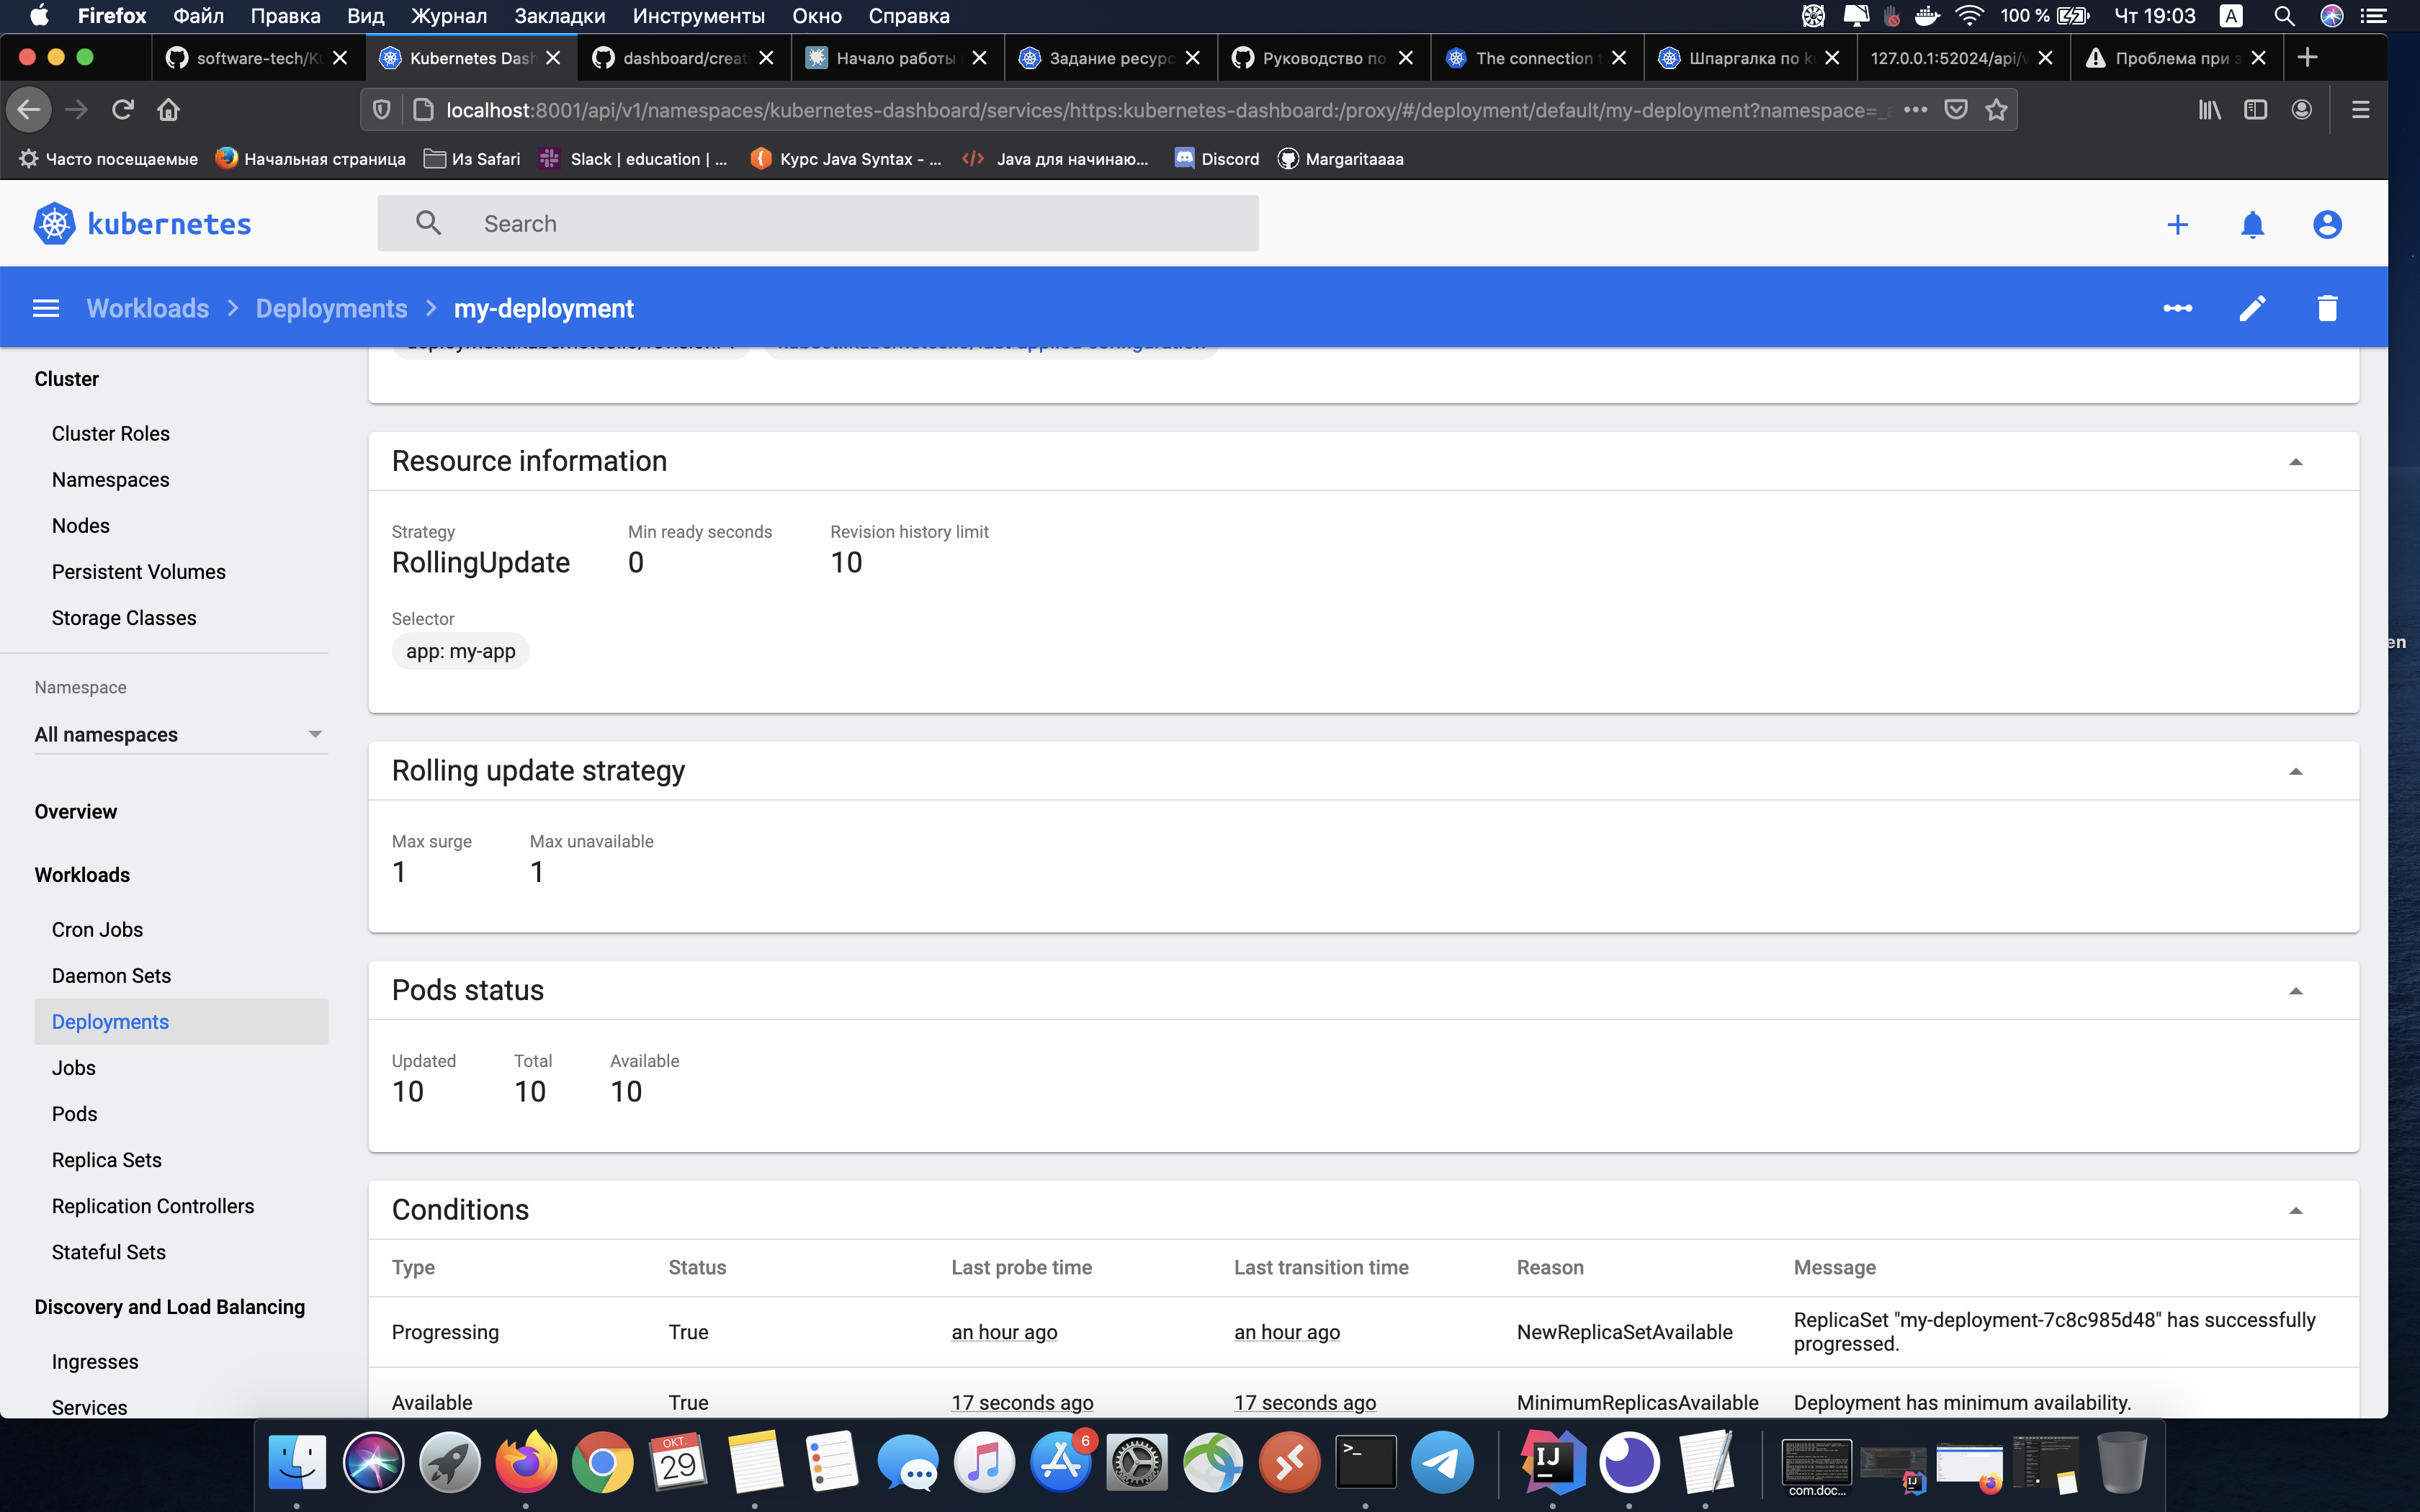 Firefox Файл Правка Вид Журнал Закладки Инструменты Окно Справка 100 % Чт 19:03 A
software-tech/K Kubernetes Dash dashboard/creat Начало работы Задание ресурс Руководство по The connection Шпаргалка по k 127.0.0.1:52024/api/v Проблема при
localhost:8001/api/v1/namespaces/kubernetes-dashboard/services/https:kubernetes-dashboard:/proxy/#/deployment/default/my-deployment?namespace=_a
Часто посещаемые Начальная страница Из Safari Slack | education | ... Курс Java Syntax - ... Java для начинаю... Discord Margaritaaaa
kubernetes Search
Workloads > Deployments > my-deployment
Cluster
Cluster Roles
Namespaces
Nodes
Persistent Volumes
Storage Classes
Namespace
All namespaces
Overview
Workloads
Cron Jobs
Daemon Sets
Deployments
Jobs
Pods
Replica Sets
Replication Controllers
Stateful Sets
Discovery and Load Balancing
Ingresses
Services
Resource information
Strategy Min ready seconds Revision history limit
RollingUpdate 0 10
Selector
app: my-app
Rolling update strategy
Max surge Max unavailable
1 1
Pods status
Updated Total Available
10 10 10
Conditions
Type Status Last probe time Last transition time Reason Message
Progressing True an hour ago an hour ago NewReplicaSetAvailable ReplicaSet "my-deployment-7c8c985d48" has successfully
progressed.
Available True 17 seconds ago 17 seconds ago MinimumReplicasAvailable Deployment has minimum availability.
en
ОКТ.
29
6
IJ
com.doc...